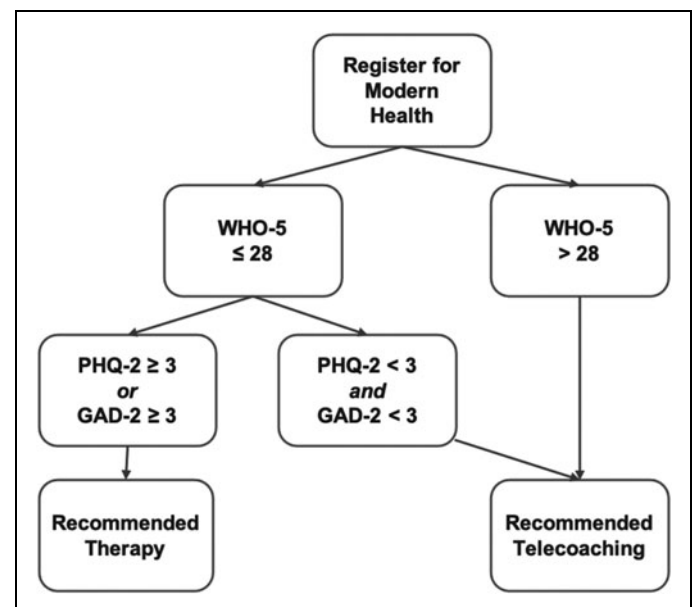 Register for
Modern
Health
WHO-5
≤ 28
WHO-5
> 28
PHQ-2 ≥ 3
or
GAD-2 ≥ 3
PHQ-2 < 3
and
GAD-2 < 3
Recommended
Therapy
Recommended
Telecoaching